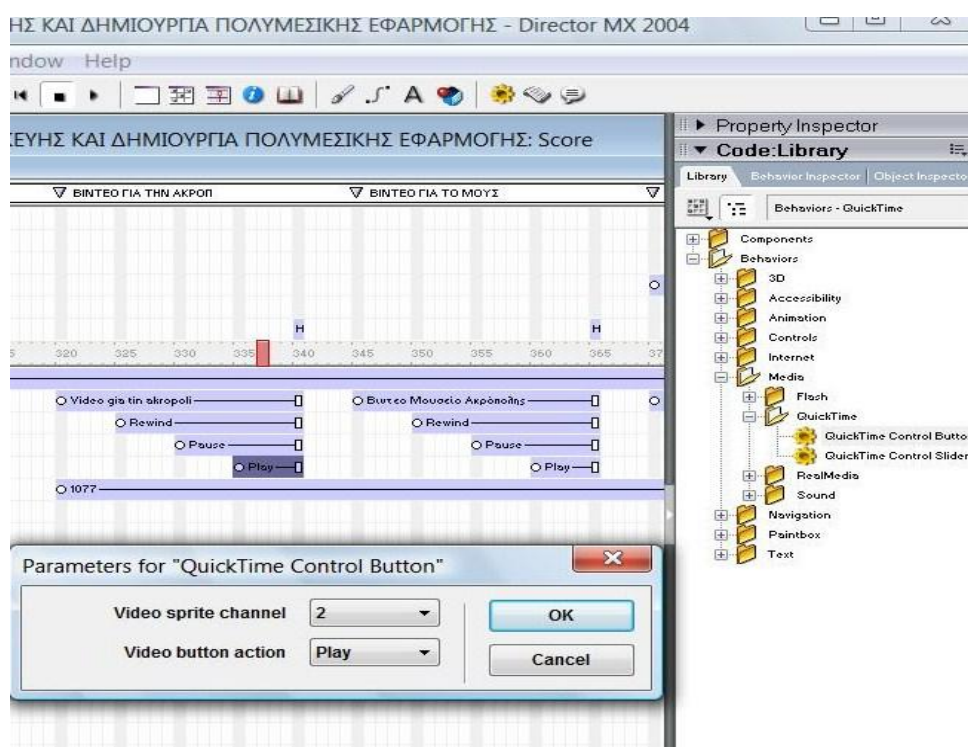 ΗΣ ΚΑΙ ΔΗΜΙΟΥΡΓΙΑ ΠΟΛΥΜΕΣΙΚΗΣ ΕΦΑΡΜΟΓΗΣ - Director MX 2004
ndow Help
ΕΥΗΣ ΚΑΙ ΔΗΜΙΟΥΡΓΙΑ ΠΟΛΥΜΕΣΙΚΗΣ ΕΦΑΡΜΟΓΗΣ: Score
ΒΙΝΤΕΟ ΓΙΑ ΤΗΝ ΑΚΡΟΠ ΒΙΝΤΕΟ ΓΙΑ ΤΟ ΜΟΥΣ
H H
320 325 330 335 340 345 350 355 360 365 37
Video gia tin akropoli Βιντεο Μουσείο Ακρόπολης
Rewind Rewind
Pause Pause
Play Play
1077
Property Inspector
Code:Library
Library Behavior Inspector Object Inspecto
Behaviors - QuickTime
Components
Behaviors
3D
Accessibility
Animation
Controls
Internet
Media
Flash
QuickTime
QuickTime Control Butto
QuickTime Control Slider
RealMedia
Sound
Navigation
Paintbox
Text
Parameters for "QuickTime Control Button"
Video sprite channel 2 OK
Video button action Play Cancel